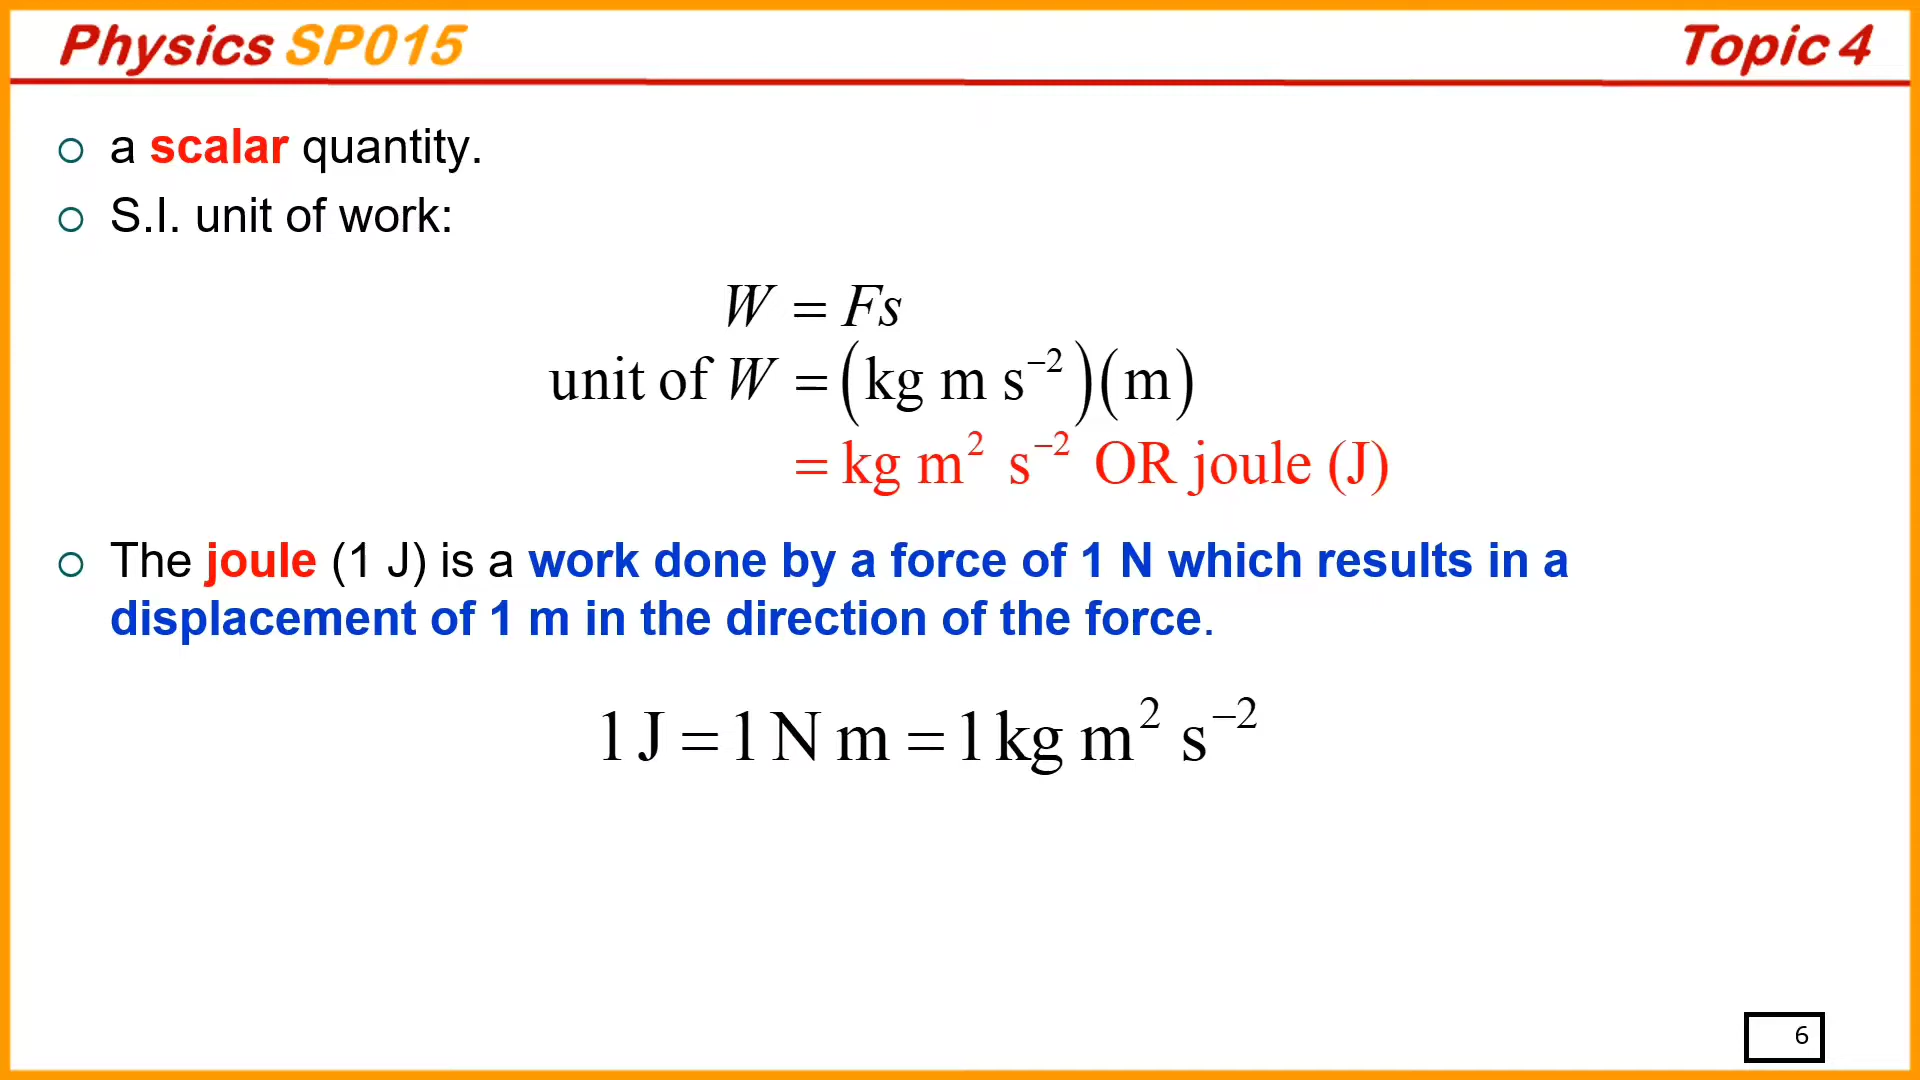 Physics SP015 Topic 4
a scalar quantity.
S.I. unit of work:
W = Fs
unit of W = (kg m s⁻²)(m)
= kg m² s⁻² OR joule (J)
The joule (1 J) is a work done by a force of 1 N which results in a
displacement of 1 m in the direction of the force.
1 J = 1 N m = 1 kg m² s⁻²
6